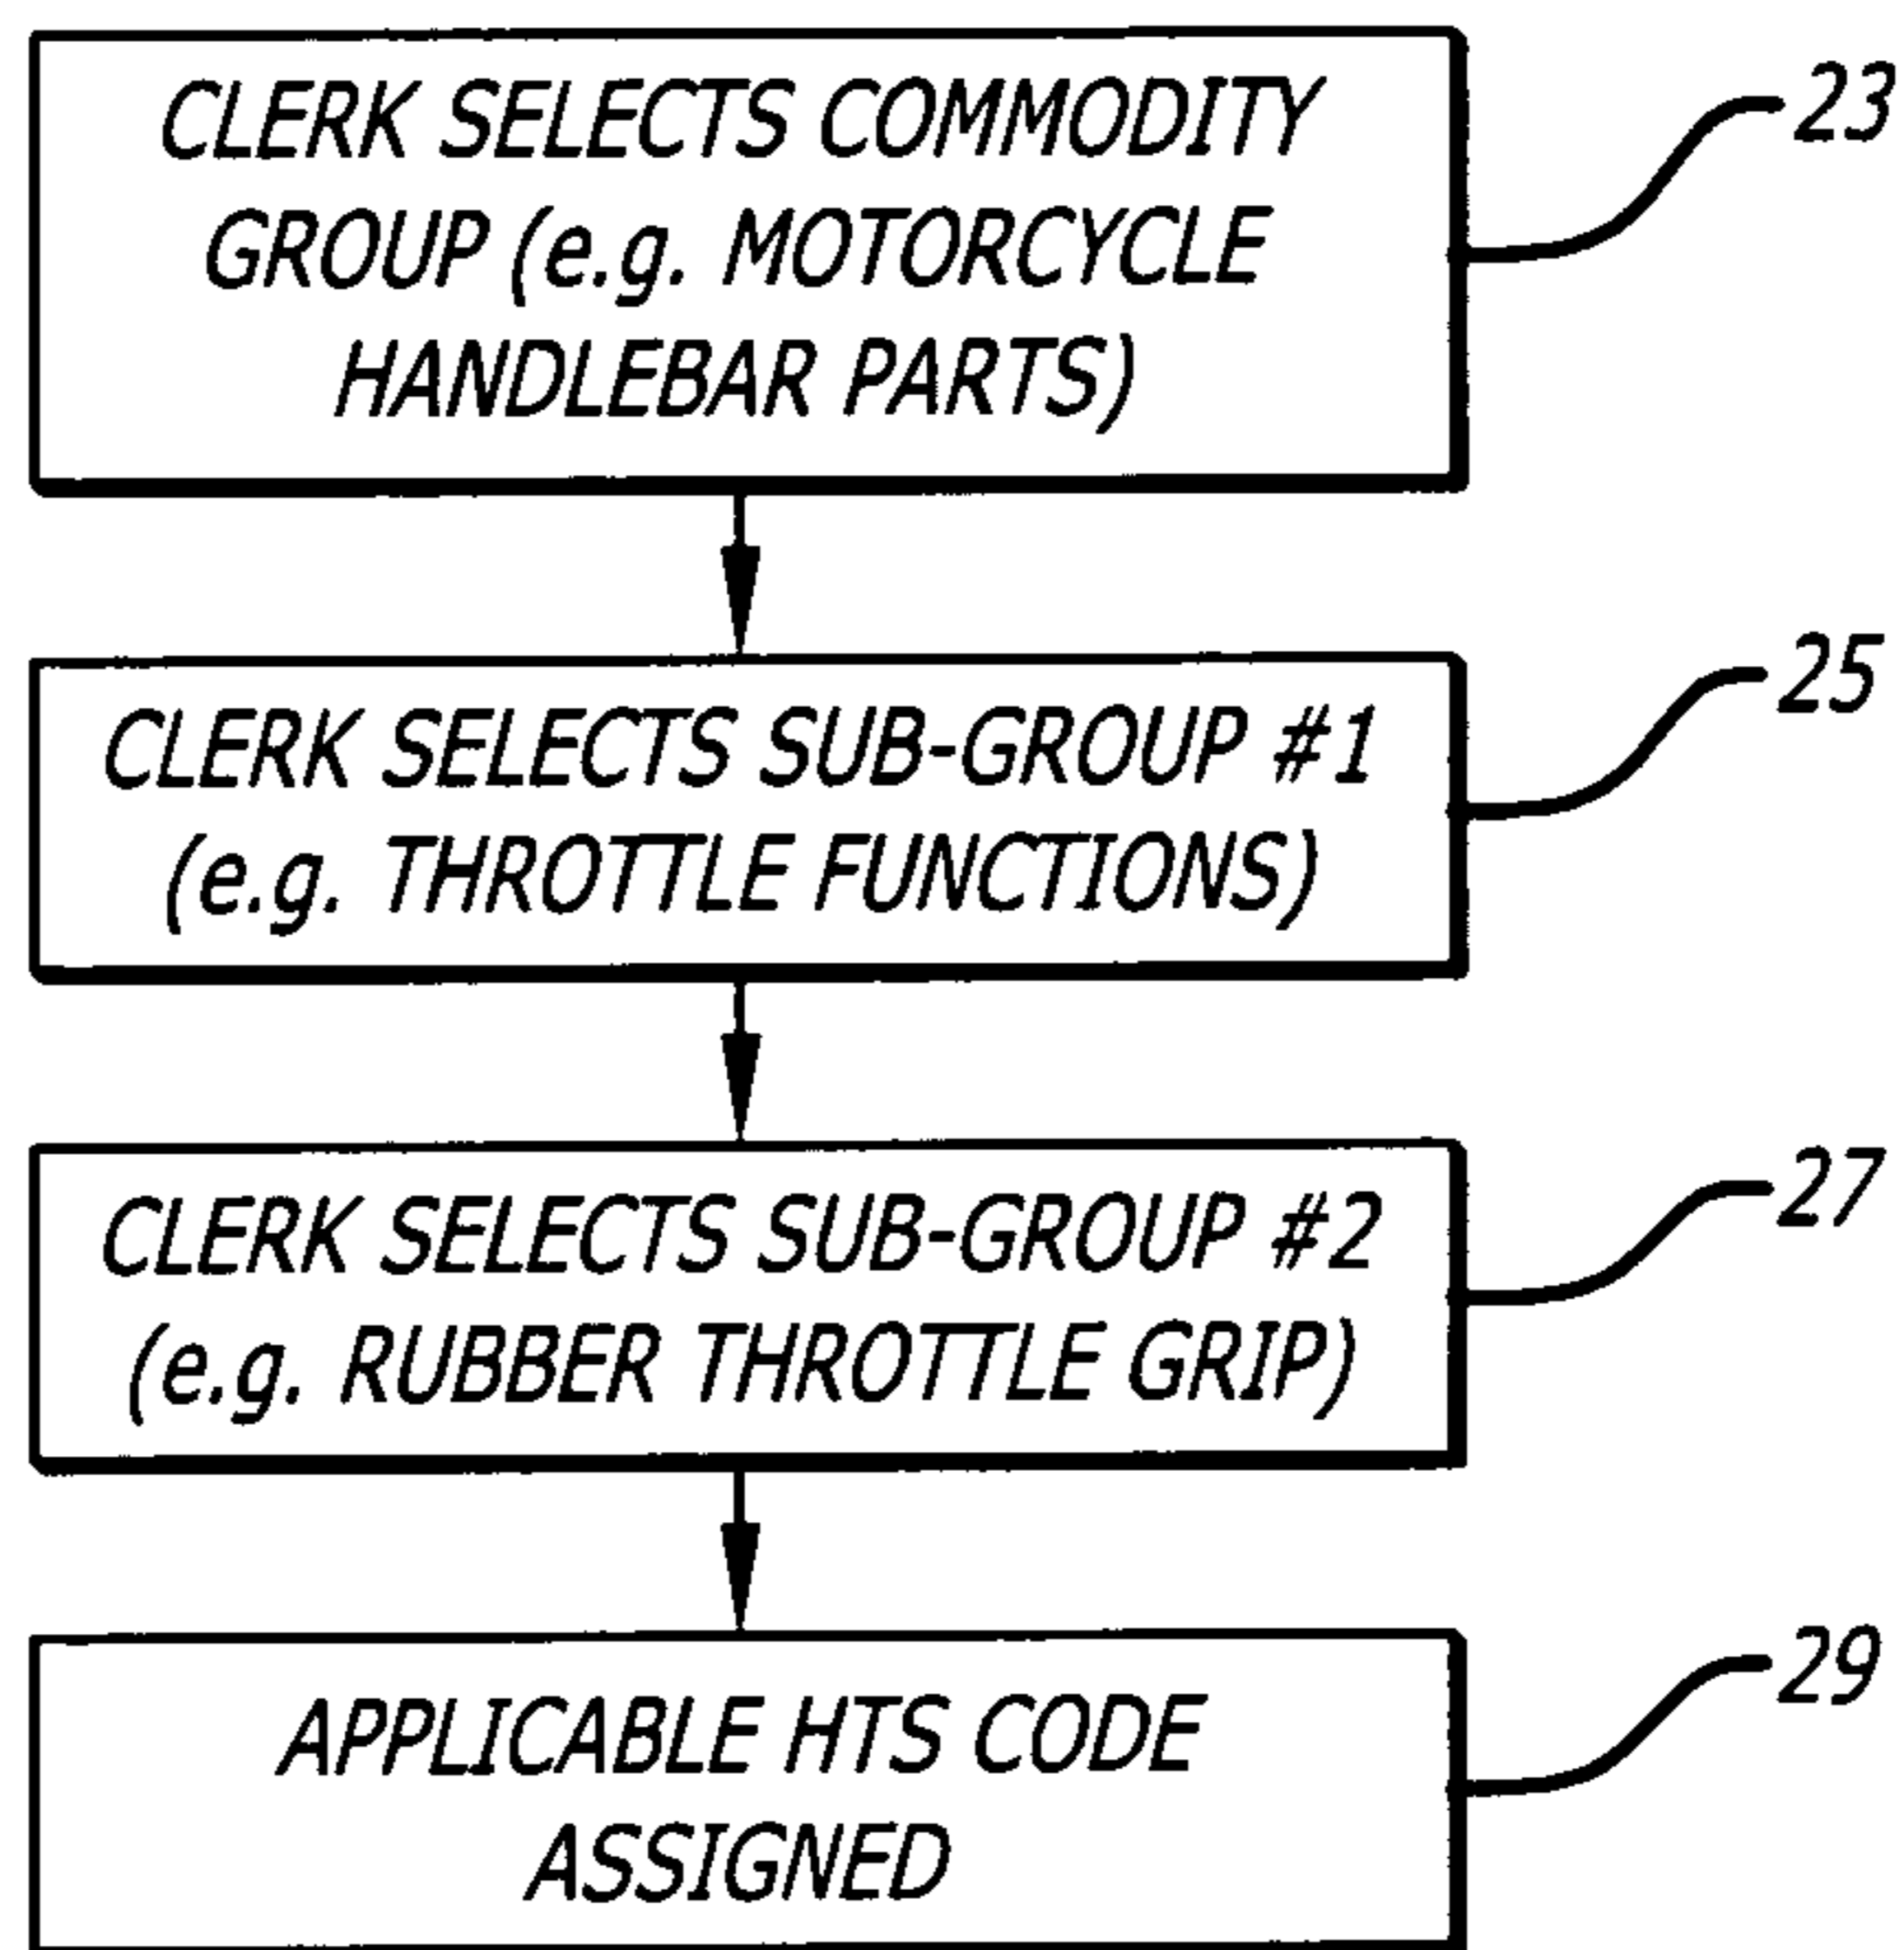 CLERK SELECTS COMMODITY
GROUP (e.g. MOTORCYCLE
HANDLEBAR PARTS)
23
CLERK SELECTS SUB-GROUP #1
(e.g. THROTTLE FUNCTIONS)
25
CLERK SELECTS SUB-GROUP #2
(e.g. RUBBER THROTTLE GRIP)
27
APPLICABLE HTS CODE
ASSIGNED
29